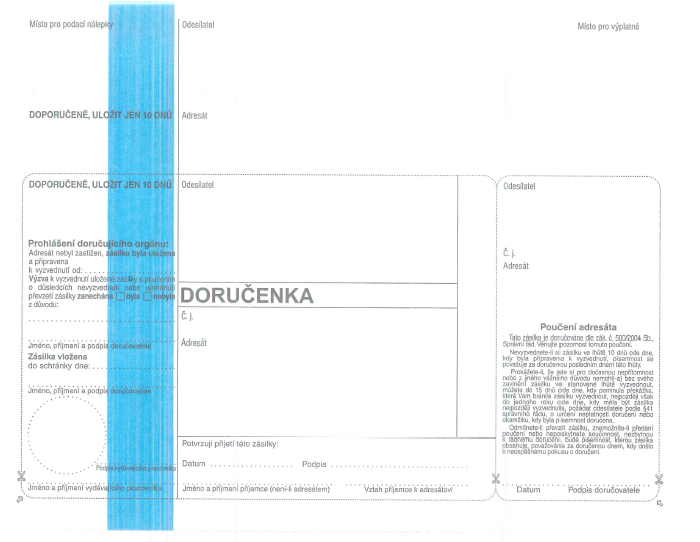 Místo pro podací nálepky
Odesílatel
Místo pro výplatné
DOPORUČENĚ, ULOŽIT JEN 10 DNŮ
Adresát
DOPORUČENĚ, ULOŽIT JEN 10 DNŮ
Odesílatel
Prohlášení doručujícího orgánu:
Adresát nebyl zastižen, zásilka byla uložena
a připravena
k vyzvednutí od:
Výzva k vyzvednutí uložené zásilky s poučením
o důsledcích nevyzvednutí nebo odmítnutí
převzetí zásilky zanechána byla nebyla
z důvodu:
Jméno, příjmení a podpis doručovatele
Zásilka vložena
do schránky dne:
Jméno, příjmení a podpis doručovatele
Podpis vydávajícího pracovníka
Jméno a příjmení vydávajícího pracovníka
DORUČENKA
Č. j.
Adresát
Potvrzuji přijetí této zásilky:
Datum Podpis
Jméno a příjmení příjemce (není-li adresátem)
Vztah příjemce k adresátovi
Odesílatel
Č. j.
Adresát
Poučení adresáta
Tato zásilka je doručována dle zák. č. 500/2004 Sb.,
Správní řád. Věnujte pozornost tomuto poučení.
Nevyzvednete-li si zásilku ve lhůtě 10 dnů ode dne,
kdy byla připravena k vyzvednutí, písemnost se
považuje za doručenou posledním dnem této lhůty.
Prokážete-li, že jste si pro dočasnou nepřítomnost
nebo z jiného vážného důvodu nemohl(-a) bez svého
zavinění zásilku ve stanovené lhůtě vyzvednout,
můžete do 15 dnů ode dne, kdy pominula překážka,
která Vám bránila zásilku vyzvednout, nejpozději však
do jednoho roku ode dne, kdy měla být zásilka
nejpozději vyzvednuta, požádat odesílatele podle §41
správního řádu, o určení neplatnosti doručení nebo
okamžiku, kdy byla písemnost doručena.
Odmítnete-li převzít zásilku, znemožníte-li předání
poučení nebo neposkytnete součinnost, nezbytnou
k řádnému doručení, bude písemnost, kterou zásilka
obsahuje, považována za doručenou dnem, kdy došlo
k neúspěšnému pokusu o doručení.
Datum Podpis doručovatele